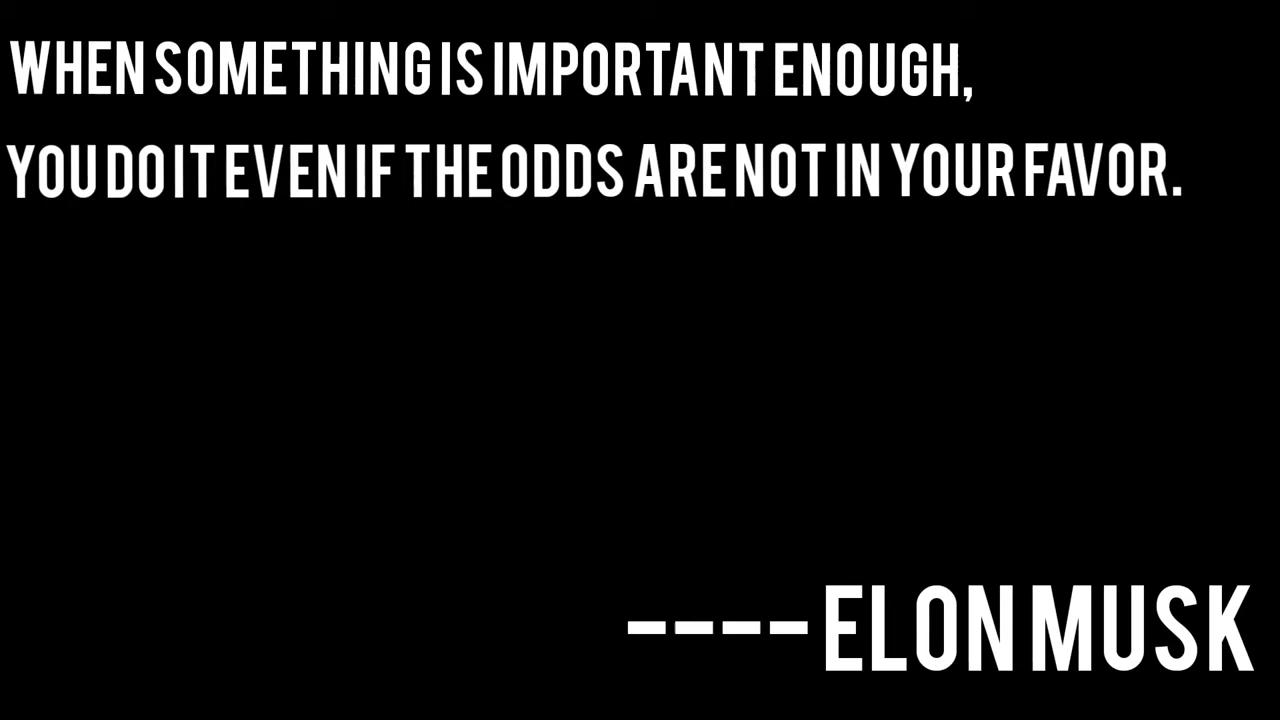 WHEN SOMETHING IS IMPORTANT ENOUGH,
YOU DO IT EVEN IF THE ODDS ARE NOT IN YOUR FAVOR.
---- ELON MUSK